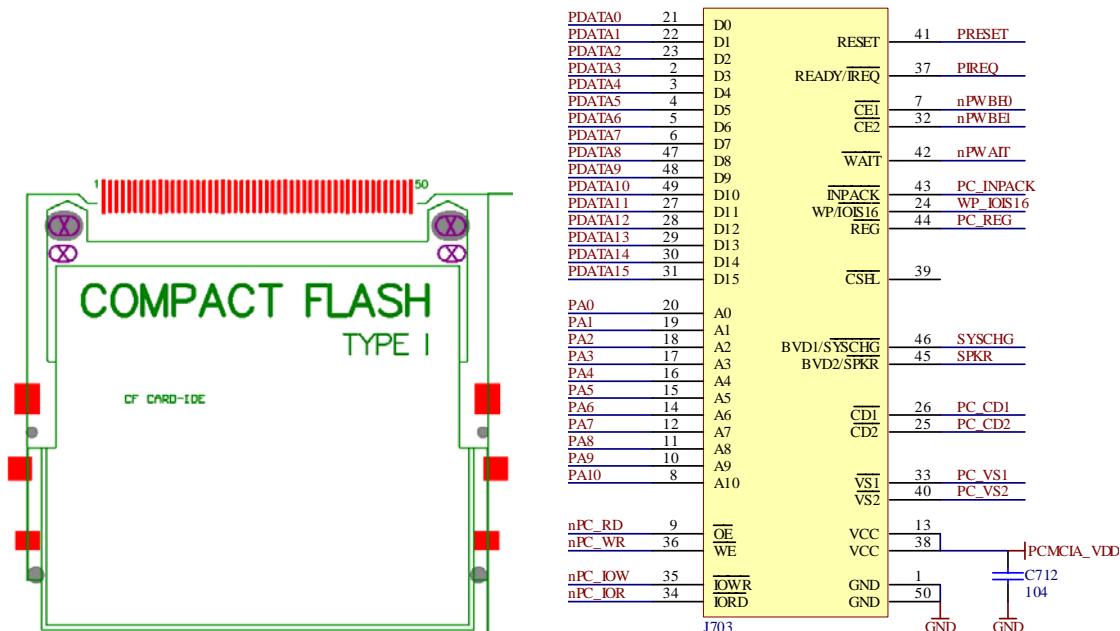 1 50
COMPACT FLASH
TYPE I
CF CARD-IDE
PDATA0 21 D0
PDATA1 22 D1
PDATA2 23 D2
PDATA3 2 D3
PDATA4 3 D4
PDATA5 4 D5
PDATA6 5 D6
PDATA7 6 D7
PDATA8 47 D8
PDATA9 48 D9
PDATA10 49 D10
PDATA11 27 D11
PDATA12 28 D12
PDATA13 29 D13
PDATA14 30 D14
PDATA15 31 D15
PA0 20 A0
PA1 19 A1
PA2 18 A2
PA3 17 A3
PA4 16 A4
PA5 15 A5
PA6 14 A6
PA7 12 A7
PA8 11 A8
PA9 10 A9
PA10 8 A10
nPC_RD 9 OE
nPC_WR 36 WE
nPC_IOW 35 IOWR
nPC_IOR 34 IORD
RESET 41 PRESET
READY/IREQ 37 PIREQ
CE1 7 nPWBE0
CE2 32 nPWBE1
WAIT 42 nPWAIT
INPACK 43 PC_INPACK
WP/IOIS16 24 WP_IOIS16
REG 44 PC_REG
CSEL 39
BVD1/SYSCHG 46 SYSCHG
BVD2/SPKR 45 SPKR
CD1 26 PC_CD1
CD2 25 PC_CD2
VS1 33 PC_VS1
VS2 40 PC_VS2
VCC 13
VCC 38 PCMCIA_VDD
GND 1
GND 50
C712
104
J703
GND GND